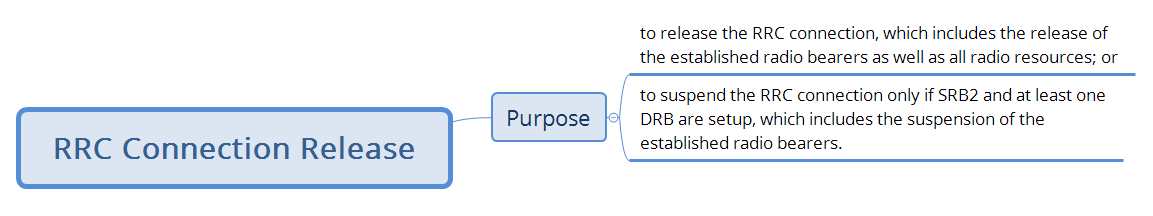 RRC Connection Release
Purpose
to release the RRC connection, which includes the release of
the established radio bearers as well as all radio resources; or
to suspend the RRC connection only if SRB2 and at least one
DRB are setup, which includes the suspension of the
established radio bearers.